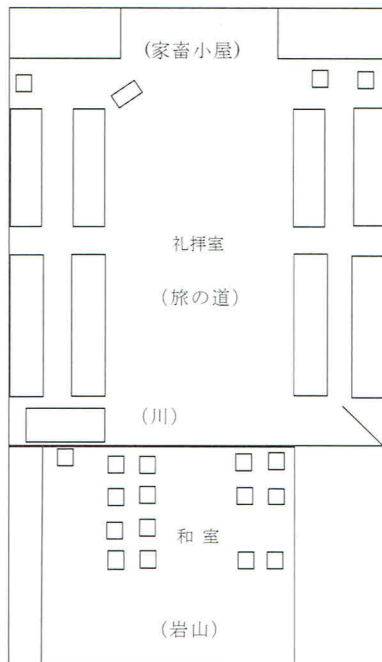 (家畜小屋)
礼拝室
(旅の道)
(川)
和室
(岩山)